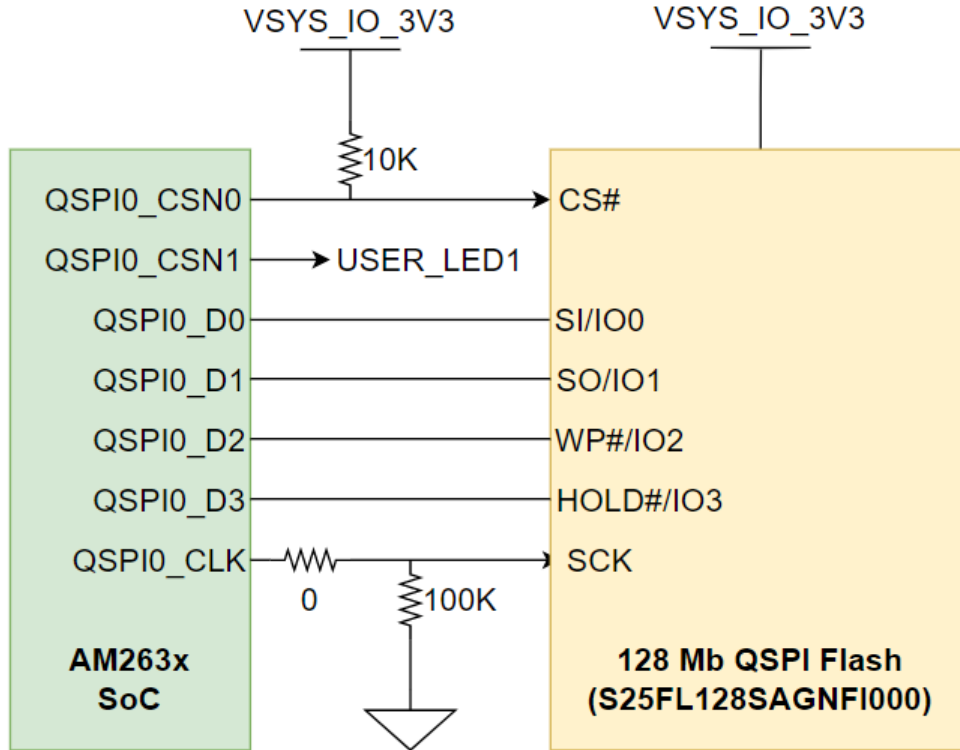 VSYS_IO_3V3
VSYS_IO_3V3
10K
QSPI0_CSN0
CS#
QSPI0_CSN1
USER_LED1
QSPI0_D0
SI/IO0
QSPI0_D1
SO/IO1
QSPI0_D2
WP#/IO2
QSPI0_D3
HOLD#/IO3
QSPI0_CLK
SCK
0
100K
AM263x
SoC
128 Mb QSPI Flash
(S25FL128SAGNFI000)